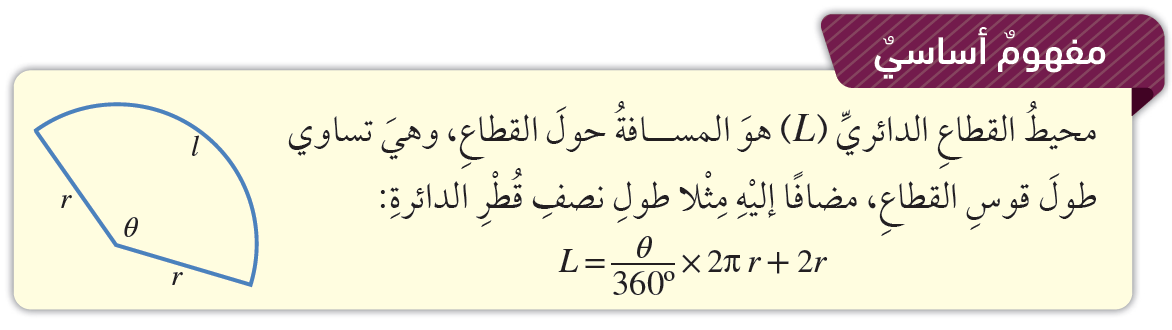 مفهومٌ أساسيٌّ
محيطُ القطاعِ الدائريِّ (L) هوَ المســافةُ حولَ القطاعِ، وهيَ تساوي
طولَ قوسِ القطاعِ، مضافًا إليْهِ مِثْلا طولِ نصفِ قُطْرِ الدائرةِ:
L = θ/360° × 2π r + 2r
l
r
θ
r